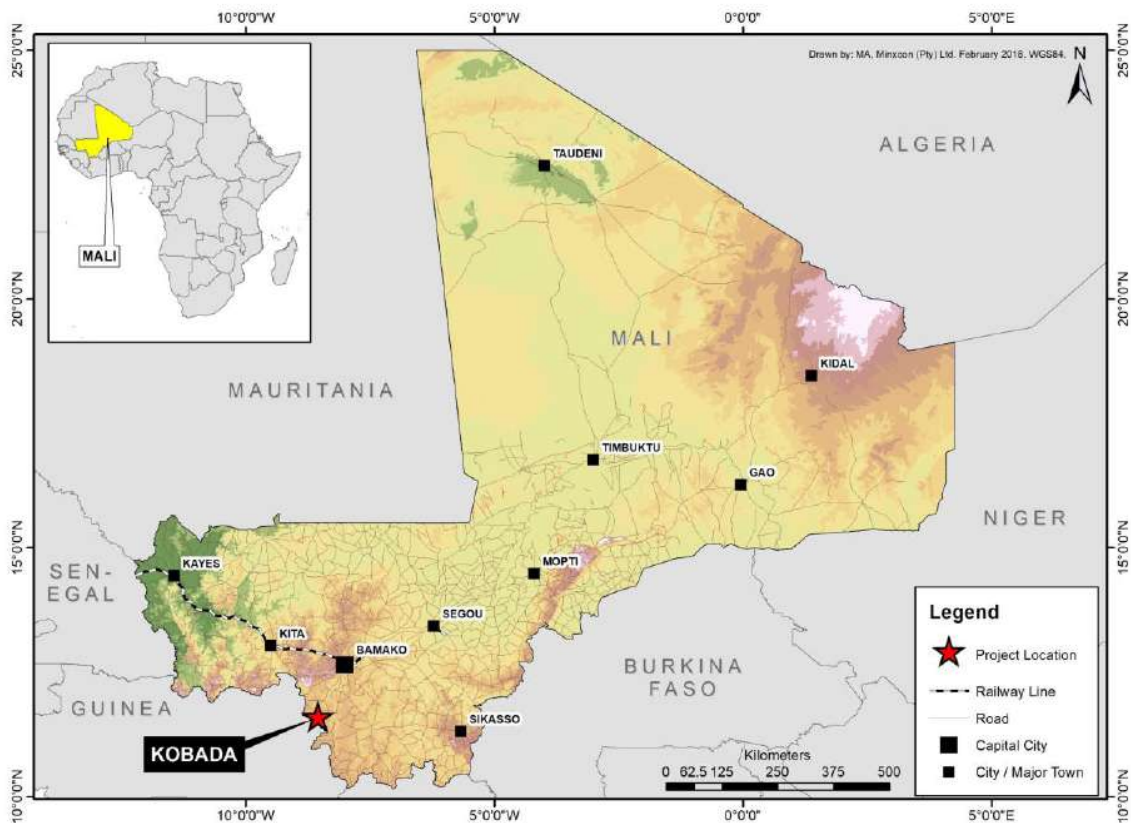 10°0'0"W
5°0'0"W
0°0'0"
5°0'0"E
25°0'0"N
25°0'0"N
Drawn by: MA, Minxcon (Pty) Ltd. February 2016. WGS84.
N
ALGERIA
TAUDENI
MALI
20°0'0"N
20°0'0"N
MALI
KIDAL
MAURITANIA
TIMBUKTU
GAO
NIGER
15°0'0"N
15°0'0"N
KAYES
MOPTI
SEN-
EGAL
SEGOU
KITA
BAMAKO
BURKINA
FASO
GUINEA
SIKASSO
KOBADA
Legend
Project Location
Railway Line
Road
Capital City
City / Major Town
Kilometers
0 62.5 125 250 375 500
10°0'0"N
10°0'0"N
10°0'0"W
5°0'0"W
0°0'0"
5°0'0"E